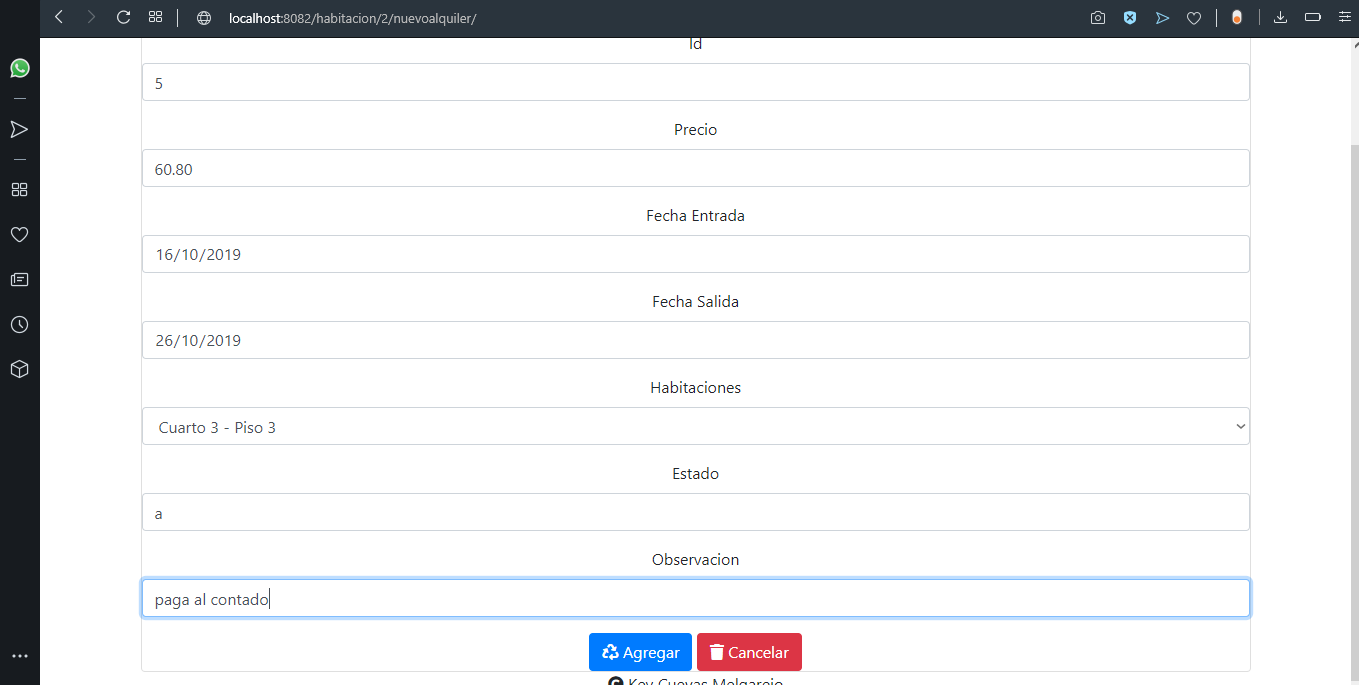 localhost:8082/habitacion/2/nuevoalquiler/
Id
5
Precio
60.80
Fecha Entrada
16/10/2019
Fecha Salida
26/10/2019
Habitaciones
Cuarto 3 - Piso 3
Estado
a
Observacion
paga al contado
Agregar Cancelar
Key Cuevas Melgarejo